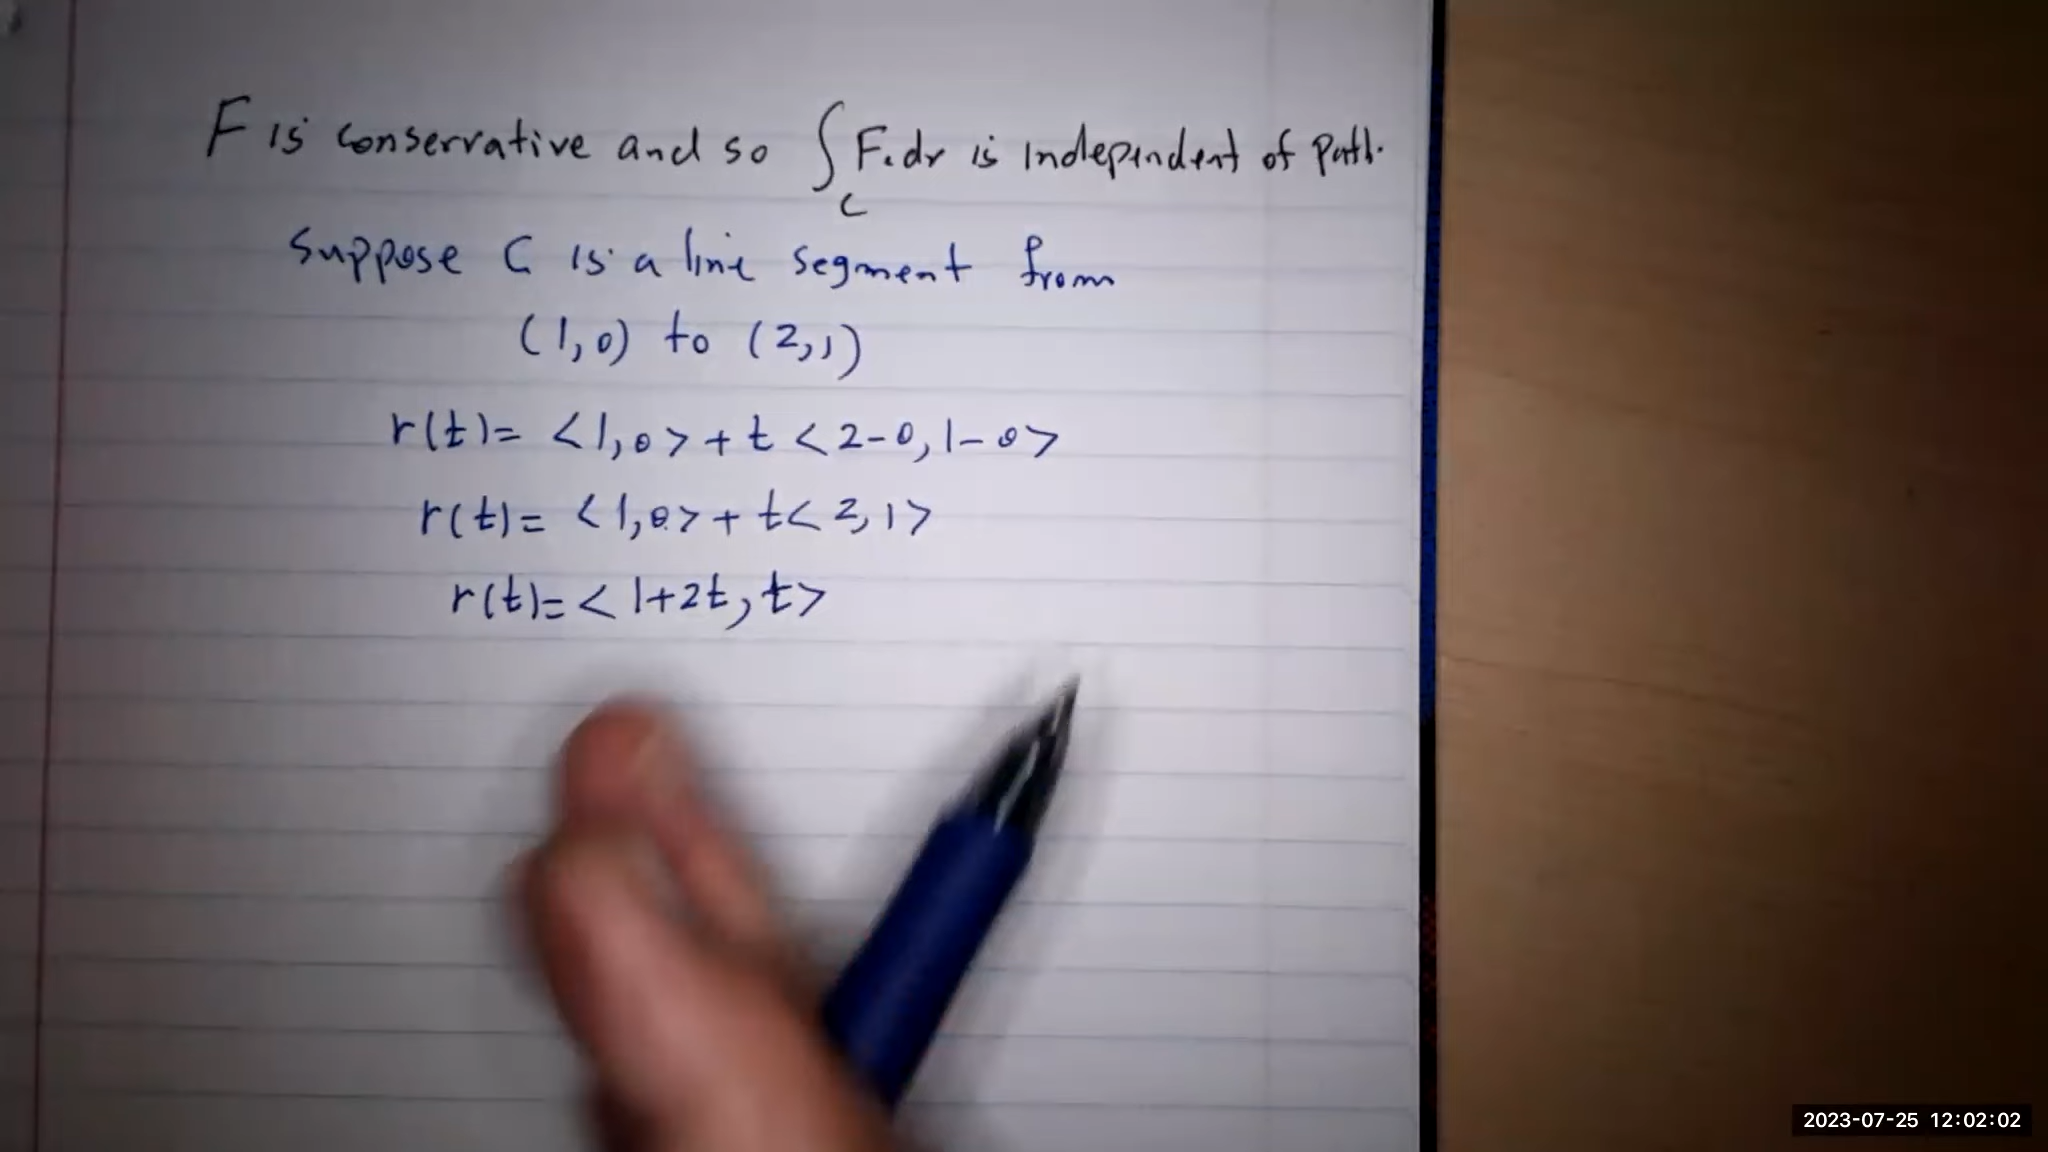 F is conservative and so ∫_C F.dr is independent of path.
Suppose C is a line segment from
(1,0) to (2,1)
r(t)= <1,0> + t <2-0, 1-0>
r(t)= <1,0> + t<2,1>
r(t)= <1+2t, t>
2023-07-25 12:02:02